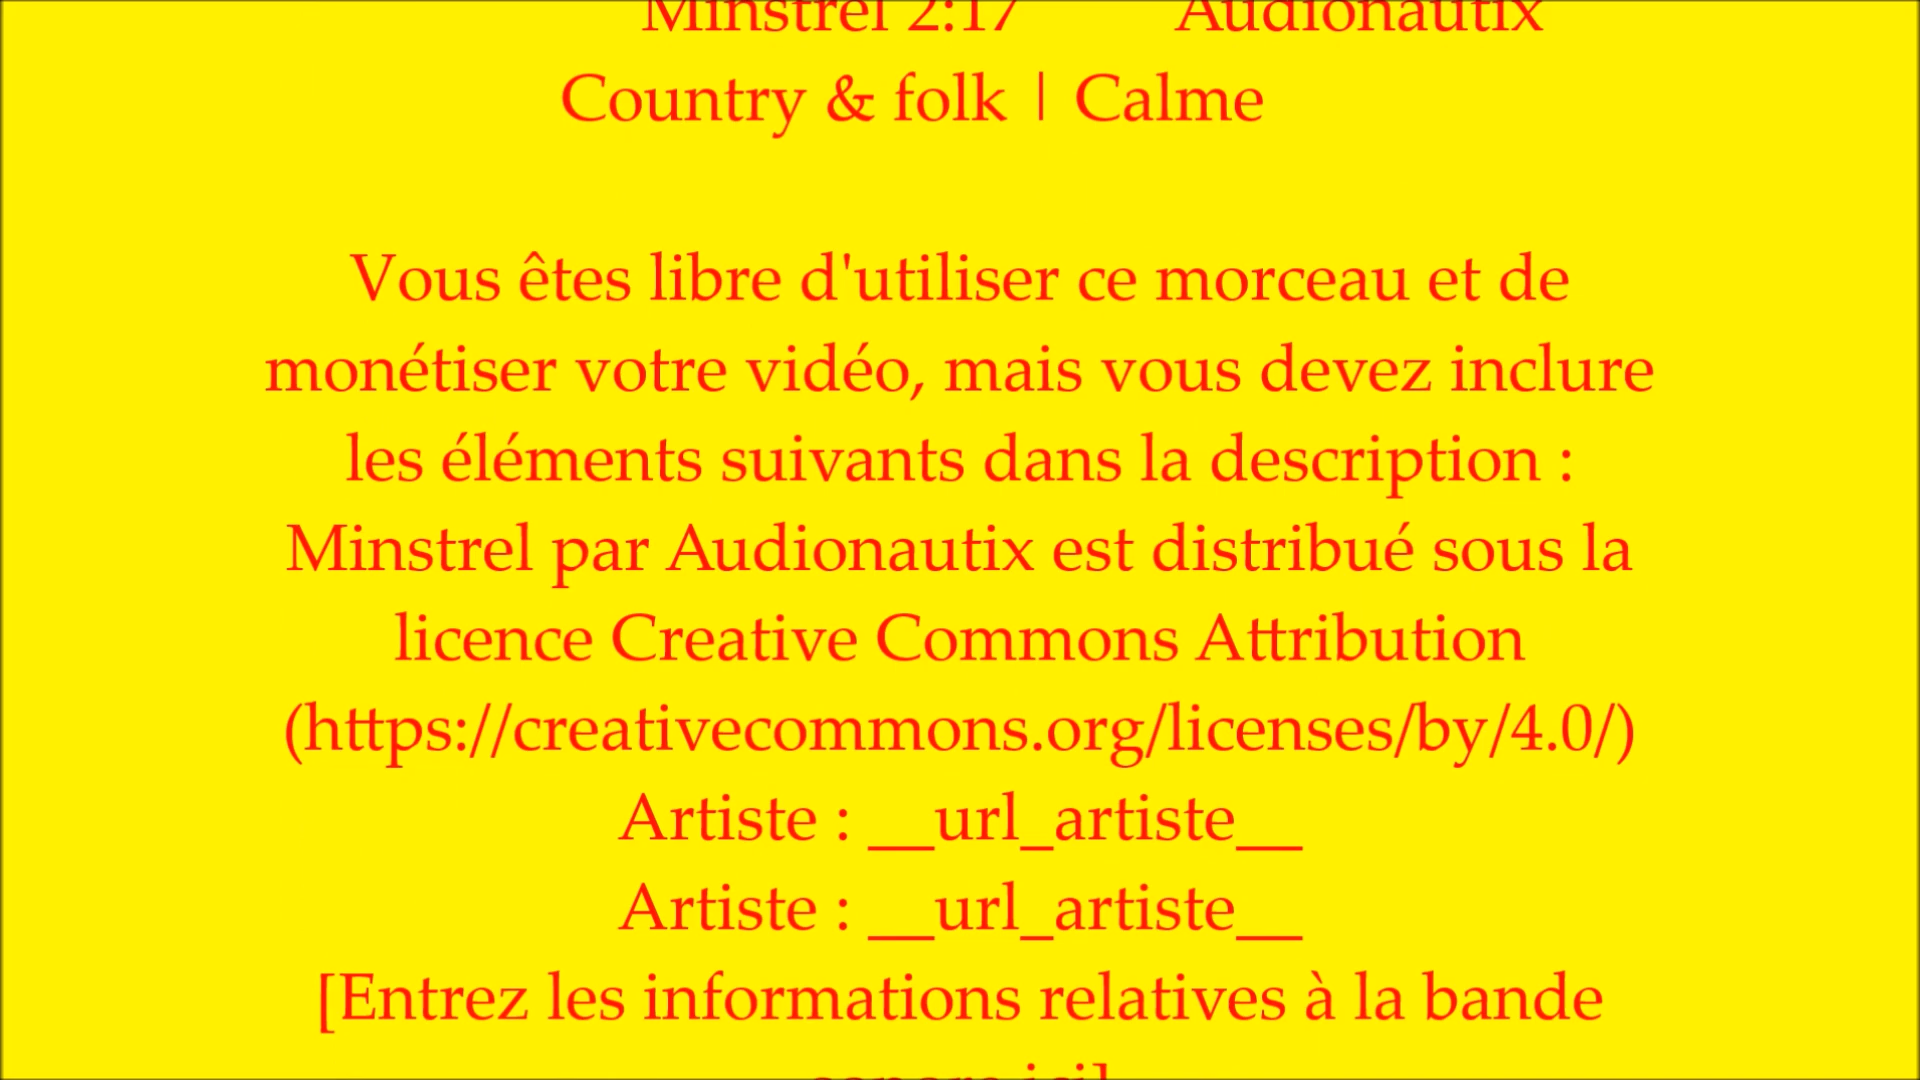 Minstrel 2:17 Audionautix
Country & folk | Calme
Vous êtes libre d'utiliser ce morceau et de
monétiser votre vidéo, mais vous devez inclure
les éléments suivants dans la description :
Minstrel par Audionautix est distribué sous la
licence Creative Commons Attribution
(https://creativecommons.org/licenses/by/4.0/)
Artiste : __url_artiste__
Artiste : __url_artiste__
[Entrez les informations relatives à la bande
sonore ici]